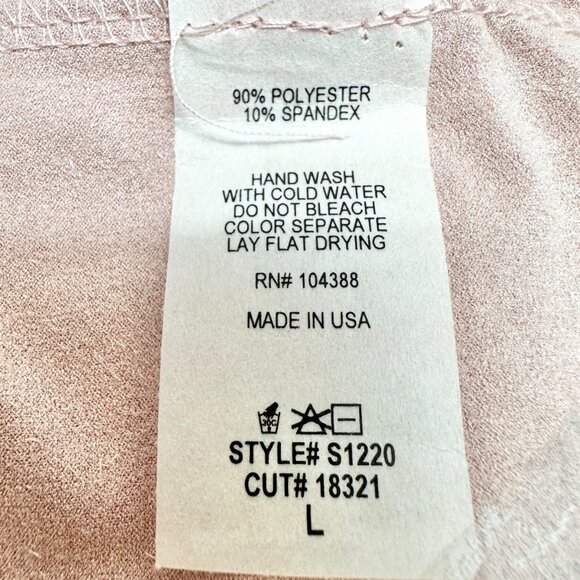 90% POLYESTER
10% SPANDEX
HAND WASH
WITH COLD WATER
DO NOT BLEACH
COLOR SEPARATE
LAY FLAT DRYING
RN# 104388
MADE IN USA
30C
STYLE# S1220
CUT# 18321
L